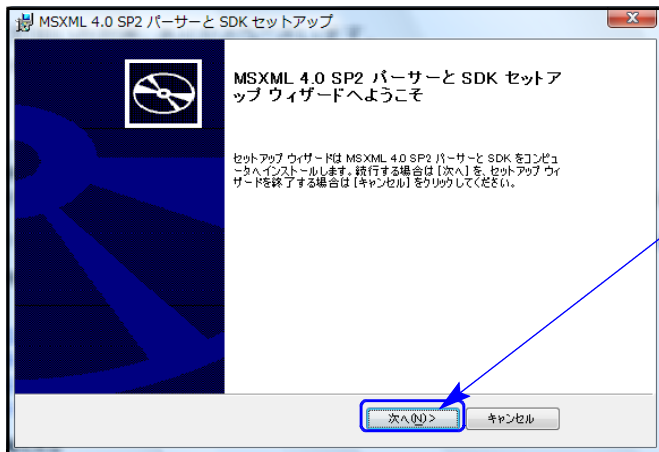 MSXML 4.0 SP2 パーサーと SDK セットアップ
MSXML 4.0 SP2 パーサーと SDK セットア
ップ ウィザードへようこそ
セットアップ ウィザードは MSXML 4.0 SP2 パーサーと SDK をコンピュ
ータへインストールします。続行する場合は [次へ] を、セットアップ ウィ
ザードを終了する場合は [キャンセル] をクリックしてください。
次へ(N)>
キャンセル